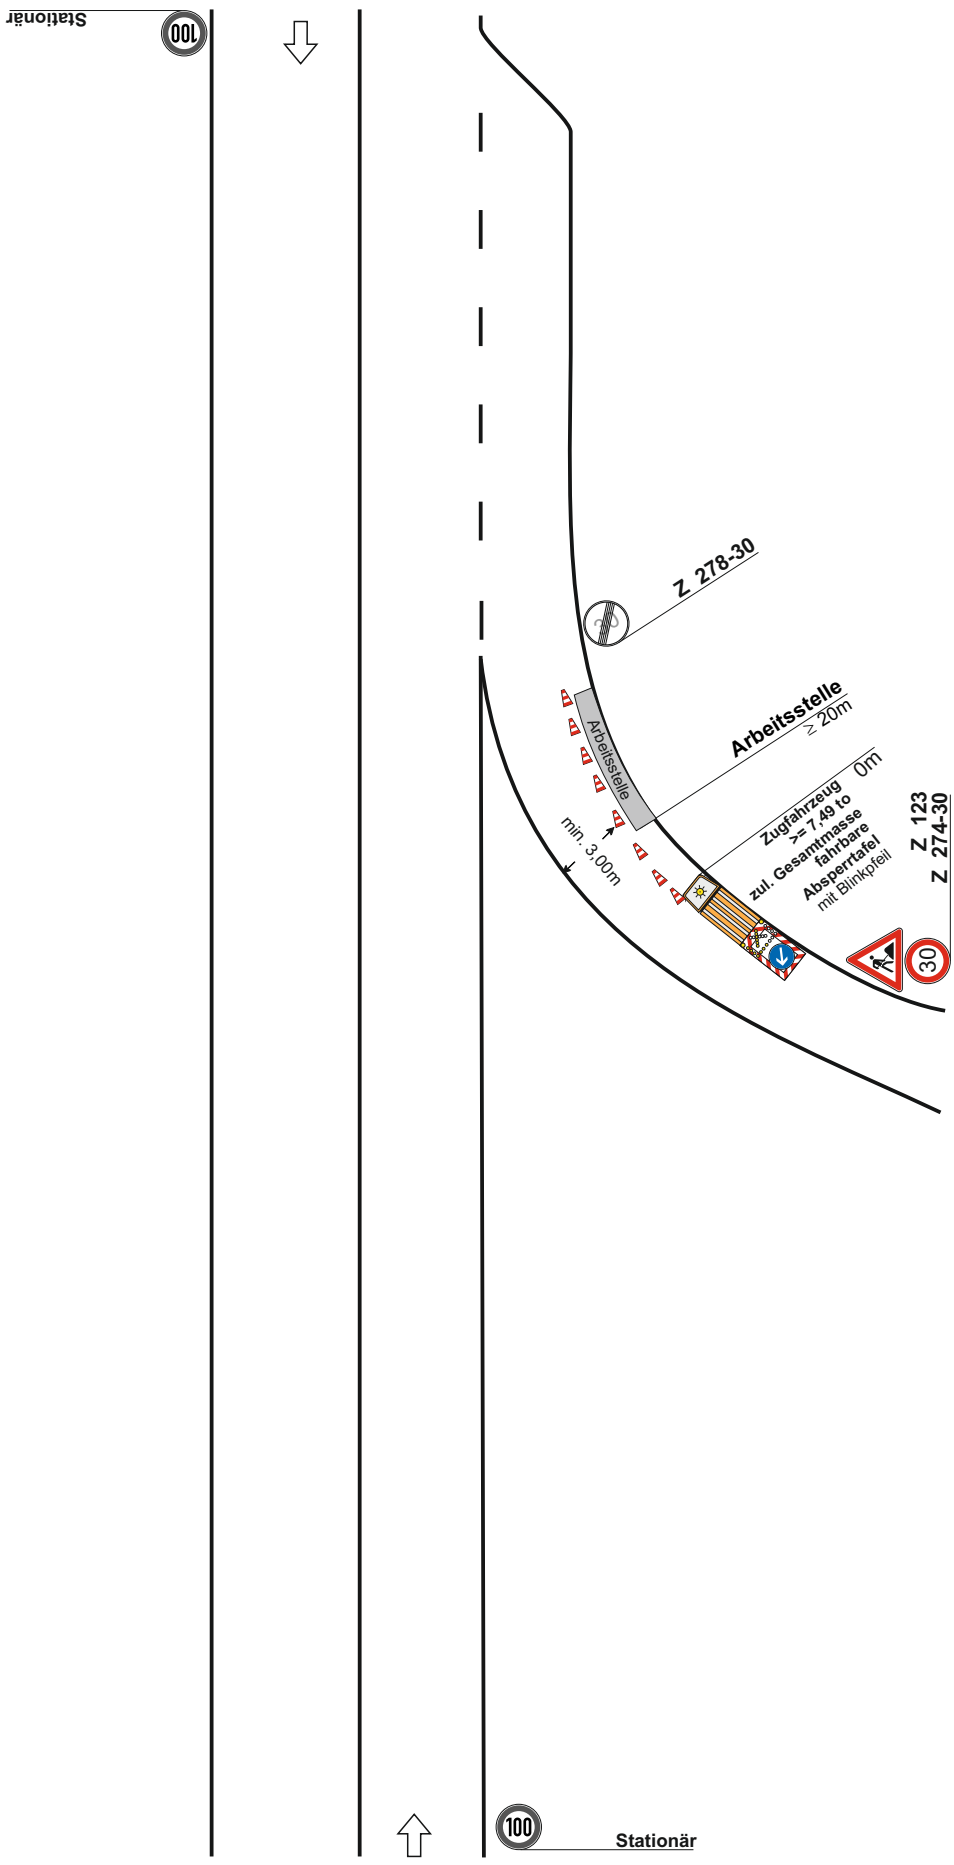 Stationär
100
Z 278-30
30
Arbeitsstelle
≥ 20m
Arbeitsstelle
0m
Zugfahrzeug
>= 7,49 to
zul. Gesamtmasse
fahrbare
Absperrtafel
mit Blinkpfeil
Z 123
Z 274-30
min. 3,00m
30
100
Stationär